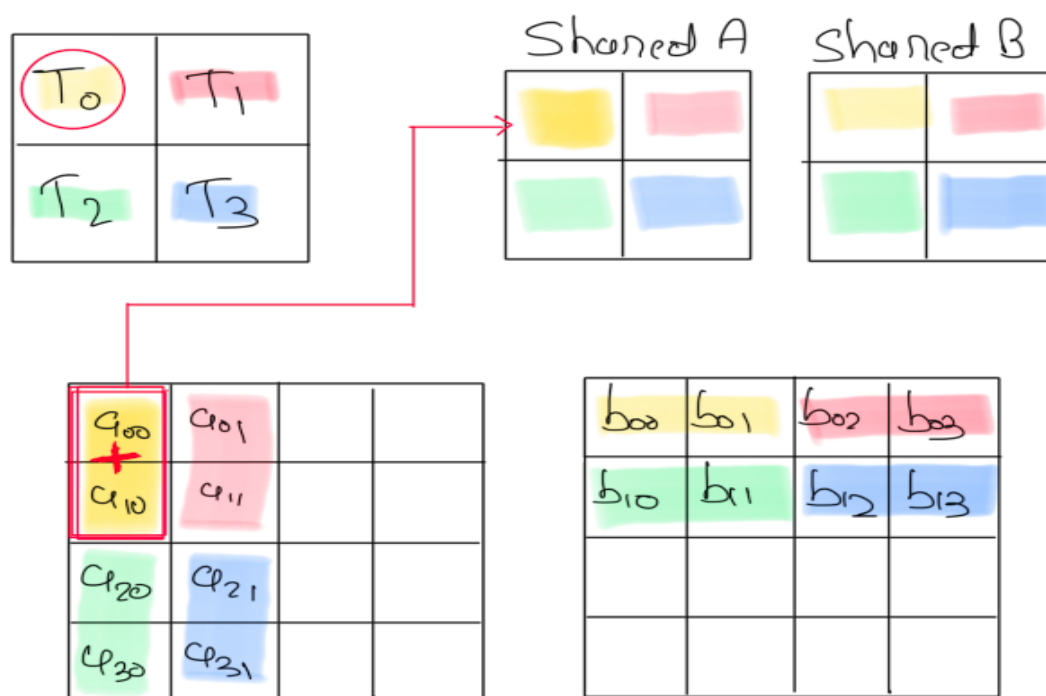 Shared A Shared B
T0 T1
T2 T3
a00 a01
a10 a11
a20 a21
a30 a31
b00 b01 b02 b03
b10 b11 b12 b13